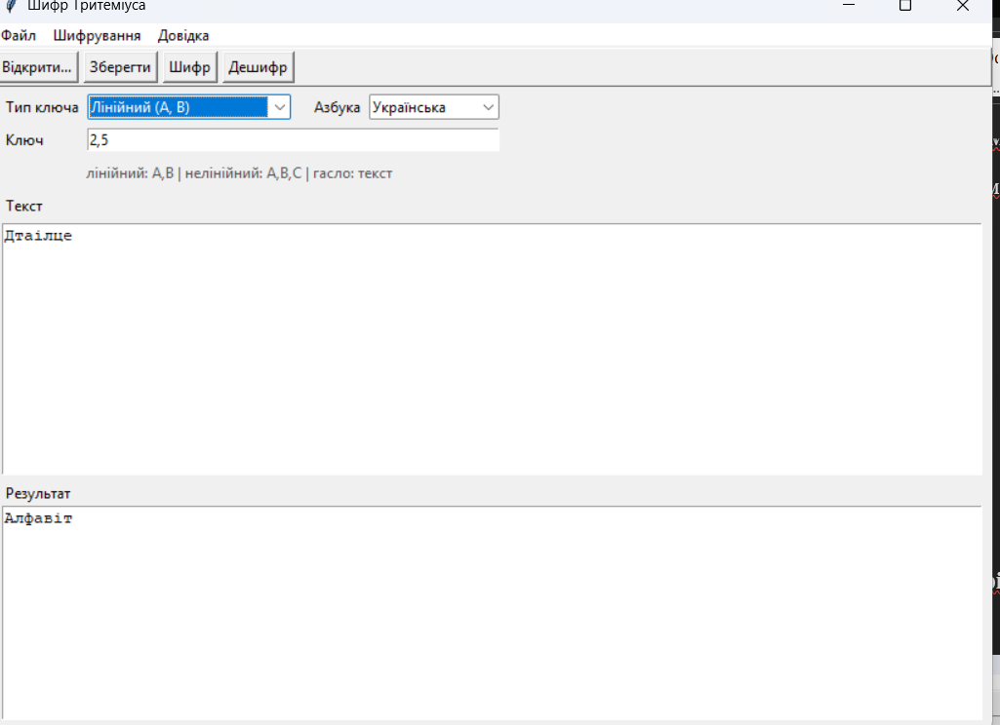 Шифр Тритеміуса
Файл Шифрування Довідка
Відкрити... Зберегти Шифр Дешифр
Тип ключа Лінійний (A, B) Азбука Українська
Ключ 2,5
лінійний: A,B | нелінійний: A,B,C | гасло: текст
Текст
Дтаілце
Результат
Алфавіт